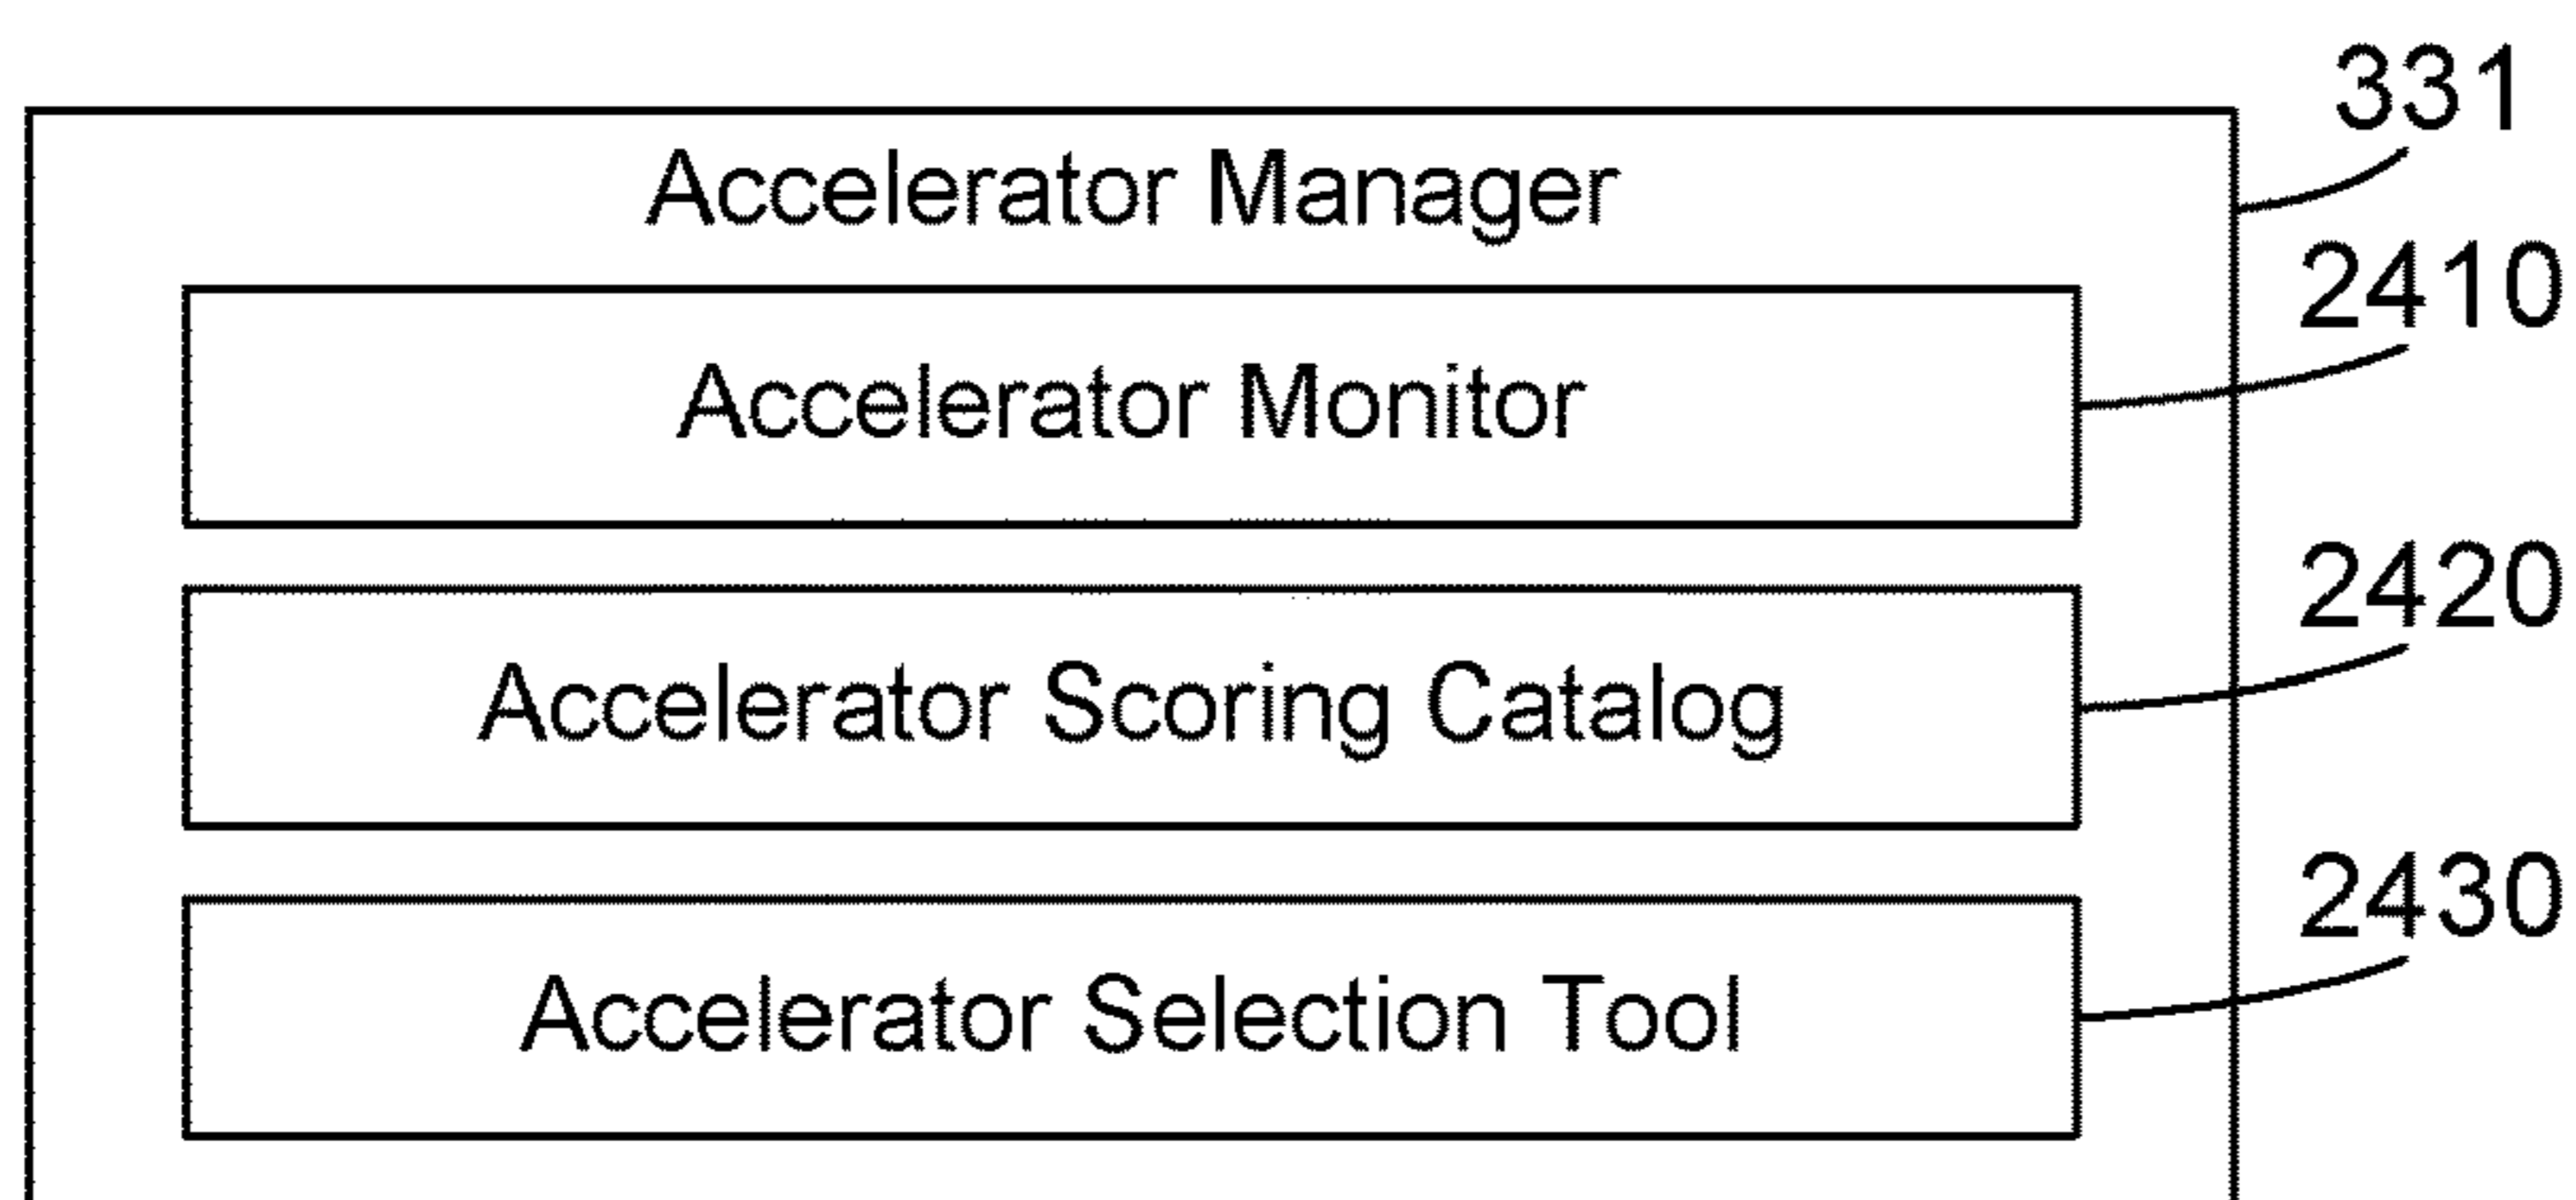 331
Accelerator Manager
2410
Accelerator Monitor
2420
Accelerator Scoring Catalog
2430
Accelerator Selection Tool